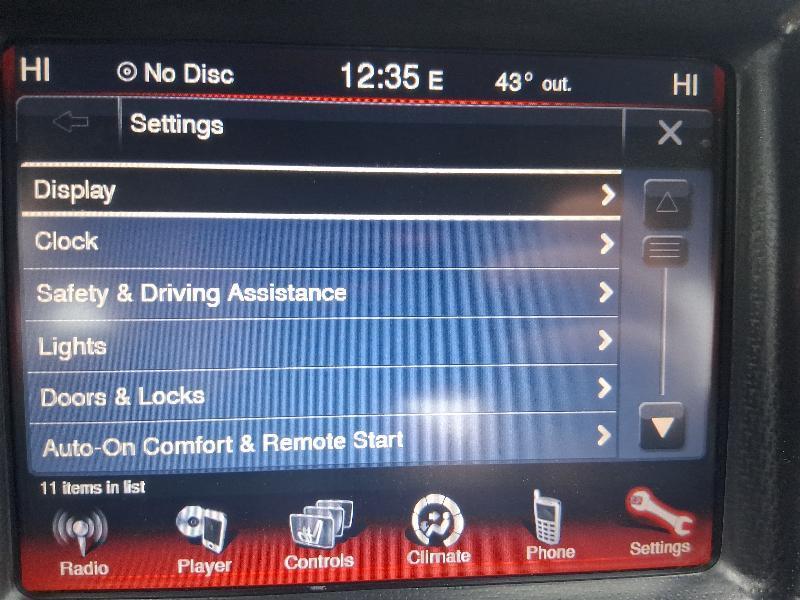 HI No Disc 12:35 E 43° out. HI
Settings
Display
Clock
Safety & Driving Assistance
Lights
Doors & Locks
Auto-On Comfort & Remote Start
11 items in list
Radio Player Controls Climate Phone Settings